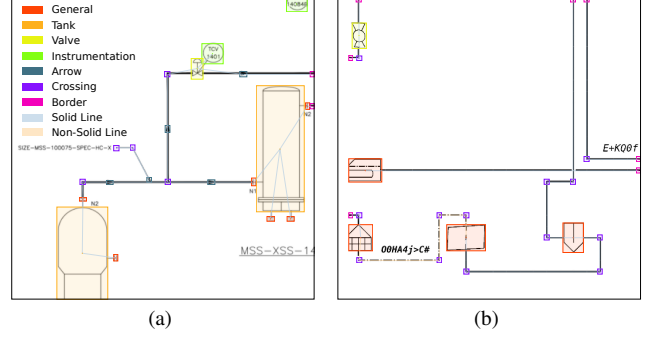 General
Tank
Valve
Instrumentation
Arrow
Crossing
Border
Solid Line
Non-Solid Line
TCV
1401
N2
SIZE-MSS-100075-SPEC-HC-X
N1
N2
MSS-XSS-14
E+KQ0f
OOHA4j>C#
(a)
(b)